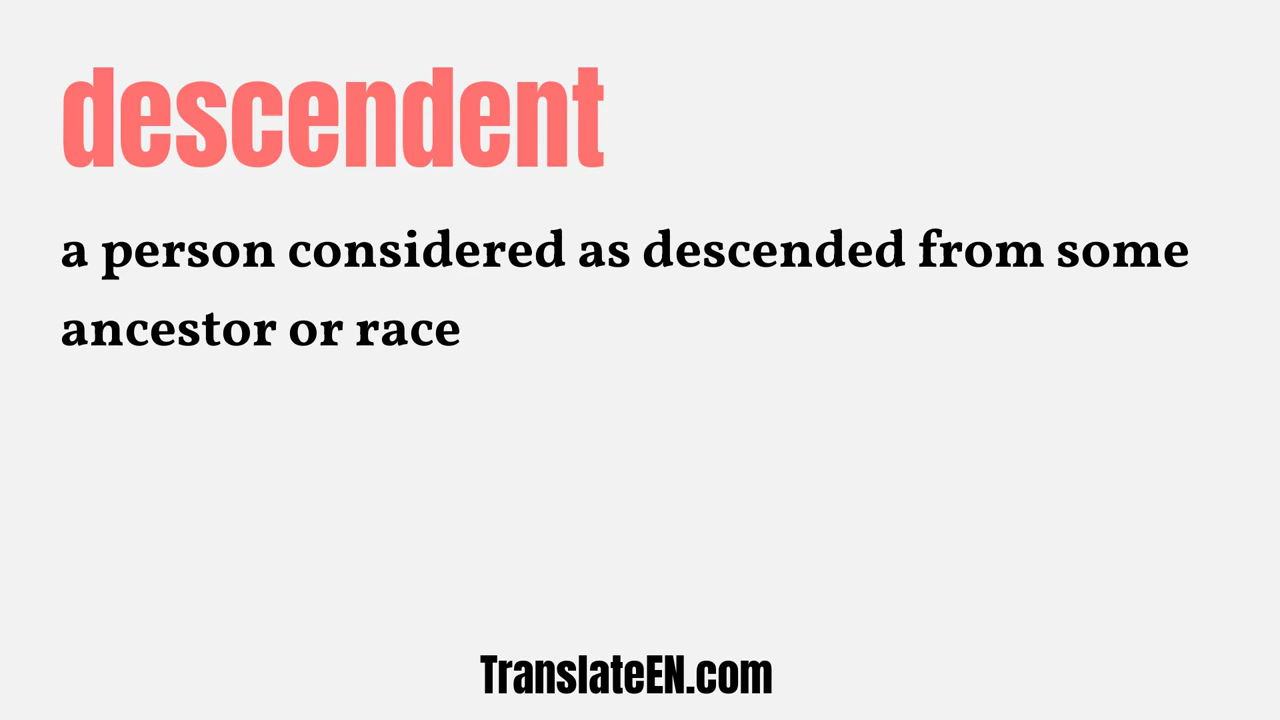 descendent
a person considered as descended from some
ancestor or race
TranslateEN.com